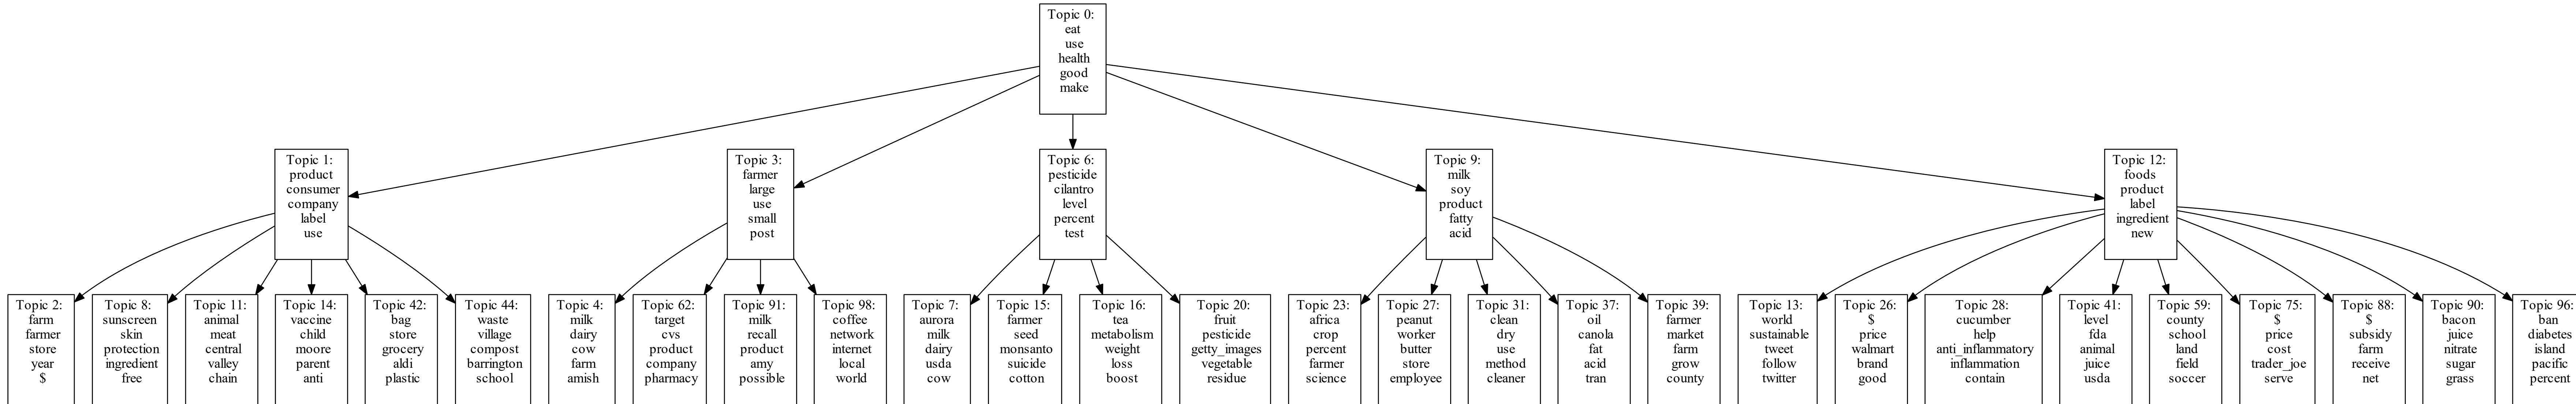 Topic 0:
eat
use
health
good
make
Topic 1:
product
consumer
company
label
use
Topic 3:
farmer
large
use
small
post
Topic 6:
pesticide
cilantro
level
percent
test
Topic 9:
milk
soy
product
fatty
acid
Topic 12:
foods
product
label
ingredient
new
Topic 2:
farm
farmer
store
year
$
Topic 8:
sunscreen
skin
protection
ingredient
free
Topic 11:
animal
meat
central
valley
chain
Topic 14:
vaccine
child
moore
parent
anti
Topic 42:
bag
store
grocery
aldi
plastic
Topic 44:
waste
village
compost
barrington
school
Topic 4:
milk
dairy
cow
farm
amish
Topic 62:
target
cvs
product
company
pharmacy
Topic 91:
milk
recall
product
amy
possible
Topic 98:
coffee
network
internet
local
world
Topic 7:
aurora
milk
dairy
usda
cow
Topic 15:
farmer
seed
monsanto
suicide
cotton
Topic 16:
tea
metabolism
weight
loss
boost
Topic 20:
fruit
pesticide
getty_images
vegetable
residue
Topic 23:
africa
crop
percent
farmer
science
Topic 27:
peanut
worker
butter
store
employee
Topic 31:
clean
dry
use
method
cleaner
Topic 37:
oil
canola
fat
acid
tran
Topic 39:
farmer
market
farm
grow
county
Topic 13:
world
sustainable
tweet
follow
twitter
Topic 26:
$
price
walmart
brand
good
Topic 28:
cucumber
help
anti_inflammatory
inflammation
contain
Topic 41:
level
fda
animal
juice
usda
Topic 59:
county
school
land
field
soccer
Topic 75:
$
price
cost
trader_joe
serve
Topic 88:
$
subsidy
farm
receive
net
Topic 90:
bacon
juice
nitrate
sugar
grass
Topic 96:
ban
diabetes
island
pacific
percent